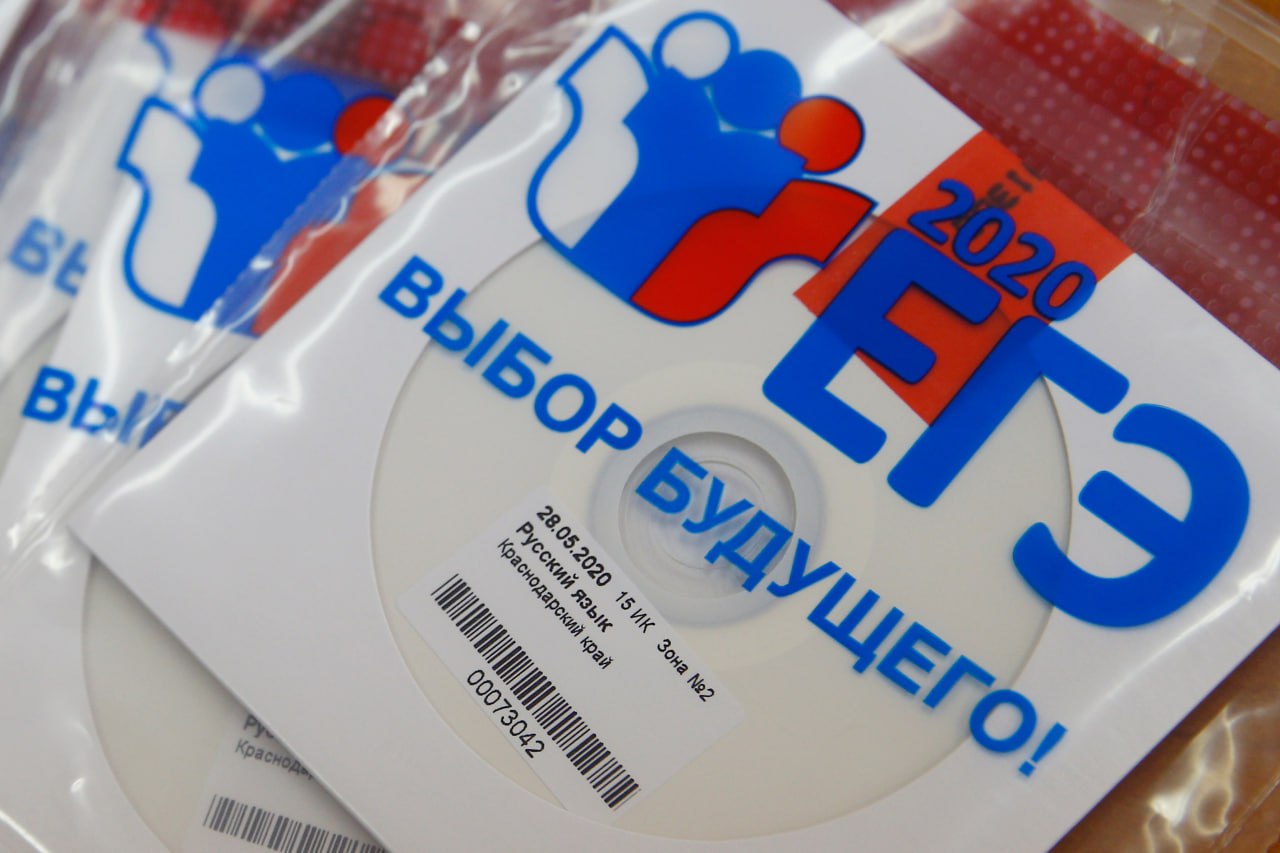 2020
ЕГЭ
ВЫБОР БУДУЩЕГО!
28.05.2020 15 ИК Зона №2
Русский язык
Краснодарский край
00073042